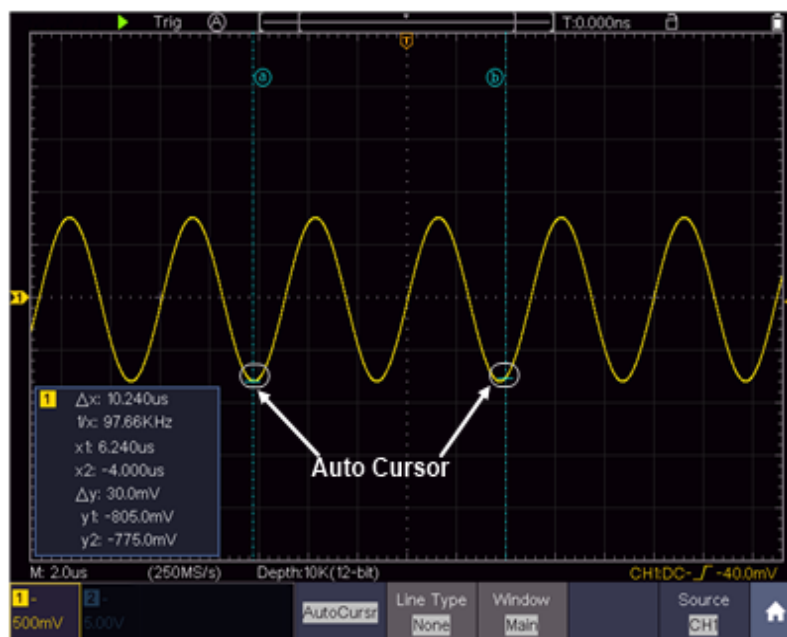 Trig A T:0.000ns
T
a b
1
1
Δx: 10.240us
1/x: 97.66KHz
x1: 6.240us
x2: -4.000us
Δy: 30.0mV
y1: -805.0mV
y2: -775.0mV
Auto Cursor
M: 2.0us (250MS/s) Depth:10K(12-bit) CH1:DC- -40.0mV
1 2 Line Type Window Source
500mV 5.00V AutoCursr None Main CH1